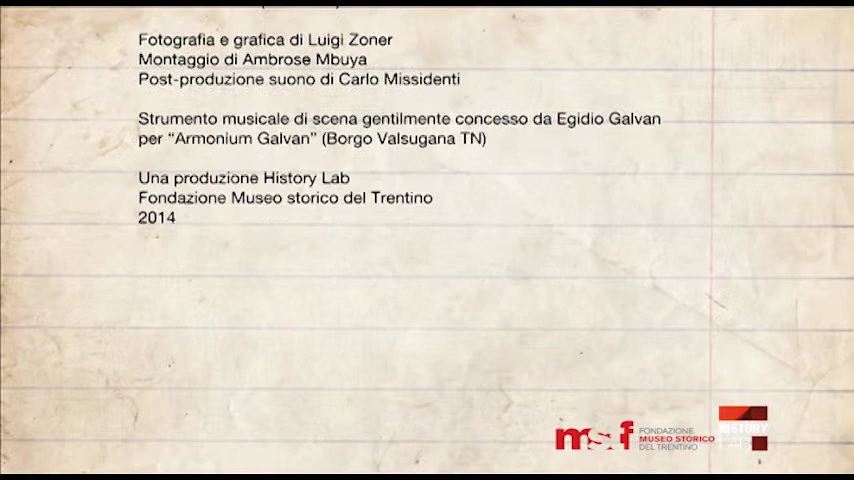 Fotografia e grafica di Luigi Zoner
Montaggio di Ambrose Mbuya
Post-produzione suono di Carlo Missidenti
Strumento musicale di scena gentilmente concesso da Egidio Galvan
per “Armonium Galvan” (Borgo Valsugana TN)
Una produzione History Lab
Fondazione Museo storico del Trentino
2014
FONDAZIONE
MUSEO STORICO
DEL TRENTINO
HISTORY